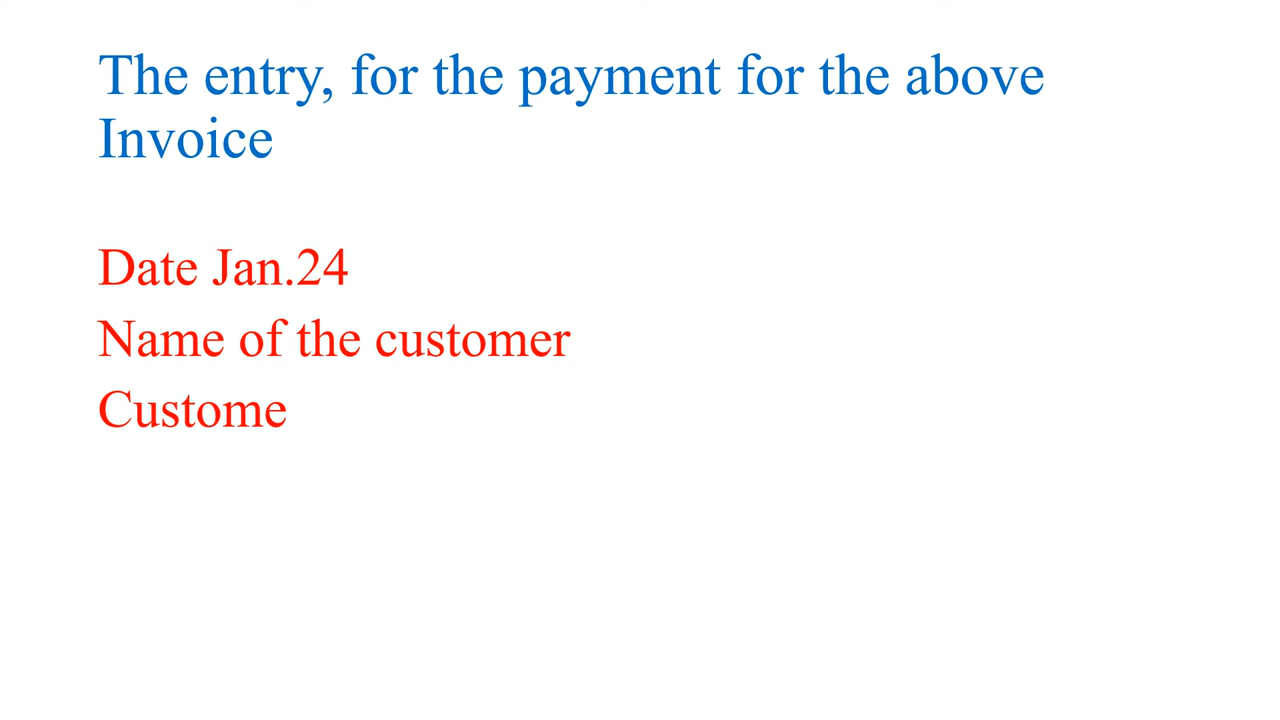 The entry, for the payment for the above
Invoice
Date Jan.24
Name of the customer
Custome